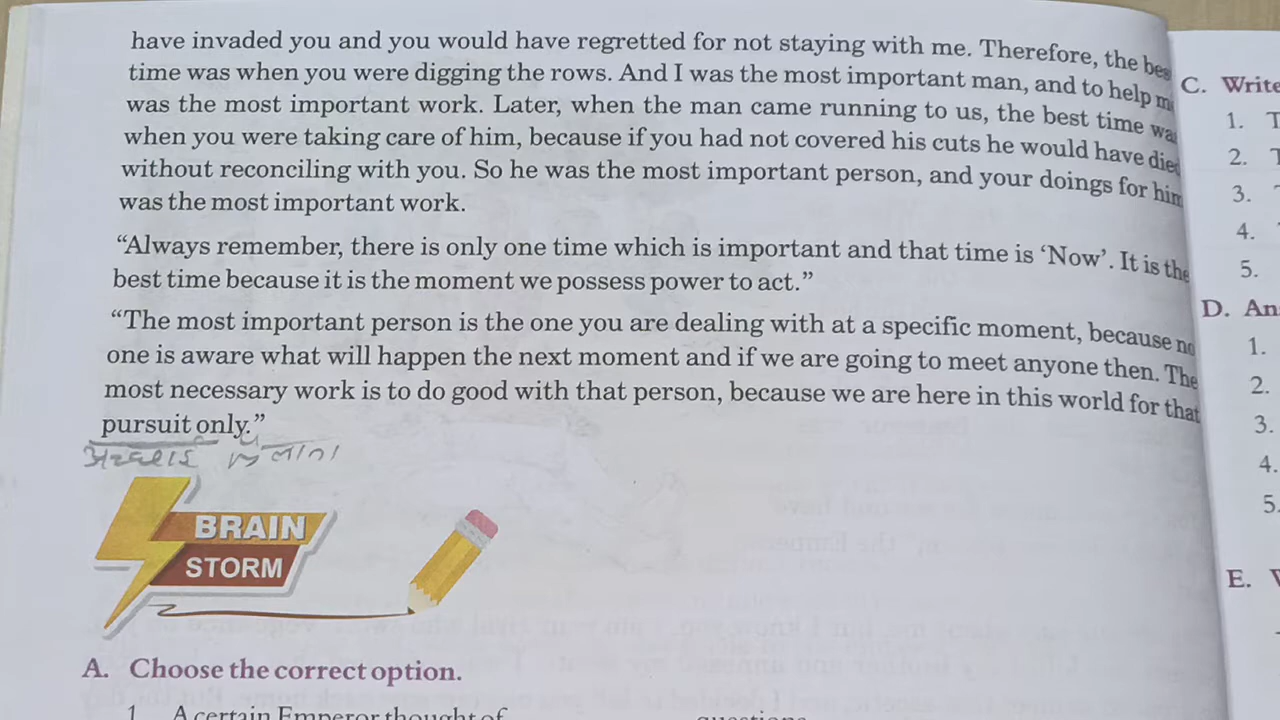 have invaded you and you would have regretted for not staying with me. Therefore, the bes
time was when you were digging the rows. And I was the most important man, and to help m
was the most important work. Later, when the man came running to us, the best time wa
when you were taking care of him, because if you had not covered his cuts he would have died
without reconciling with you. So he was the most important person, and your doings for him
was the most important work.
“Always remember, there is only one time which is important and that time is ‘Now’. It is the
best time because it is the moment we possess power to act.”
“The most important person is the one you are dealing with at a specific moment, because no
one is aware what will happen the next moment and if we are going to meet anyone then. The
most necessary work is to do good with that person, because we are here in this world for that
pursuit only.”
BRAIN
STORM
A. Choose the correct option.
1 A certain Emperor thought of
questions
C. Write
1. T
2. T
3.
4.
5.
D. An
1.
2.
3.
4.
5.
E.